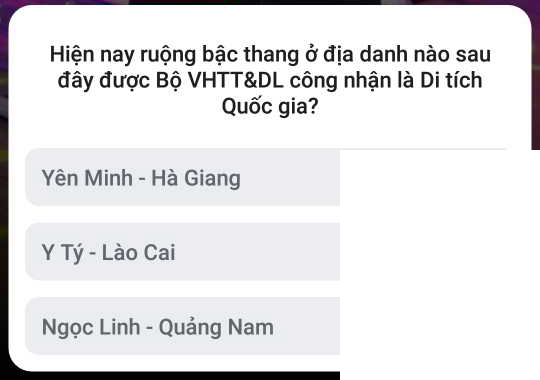 Hiện nay ruộng bậc thang ở địa danh nào sau
đây được Bộ VHTT&DL công nhận là Di tích
Quốc gia?
Yên Minh - Hà Giang
Y Tý - Lào Cai
Ngọc Linh - Quảng Nam